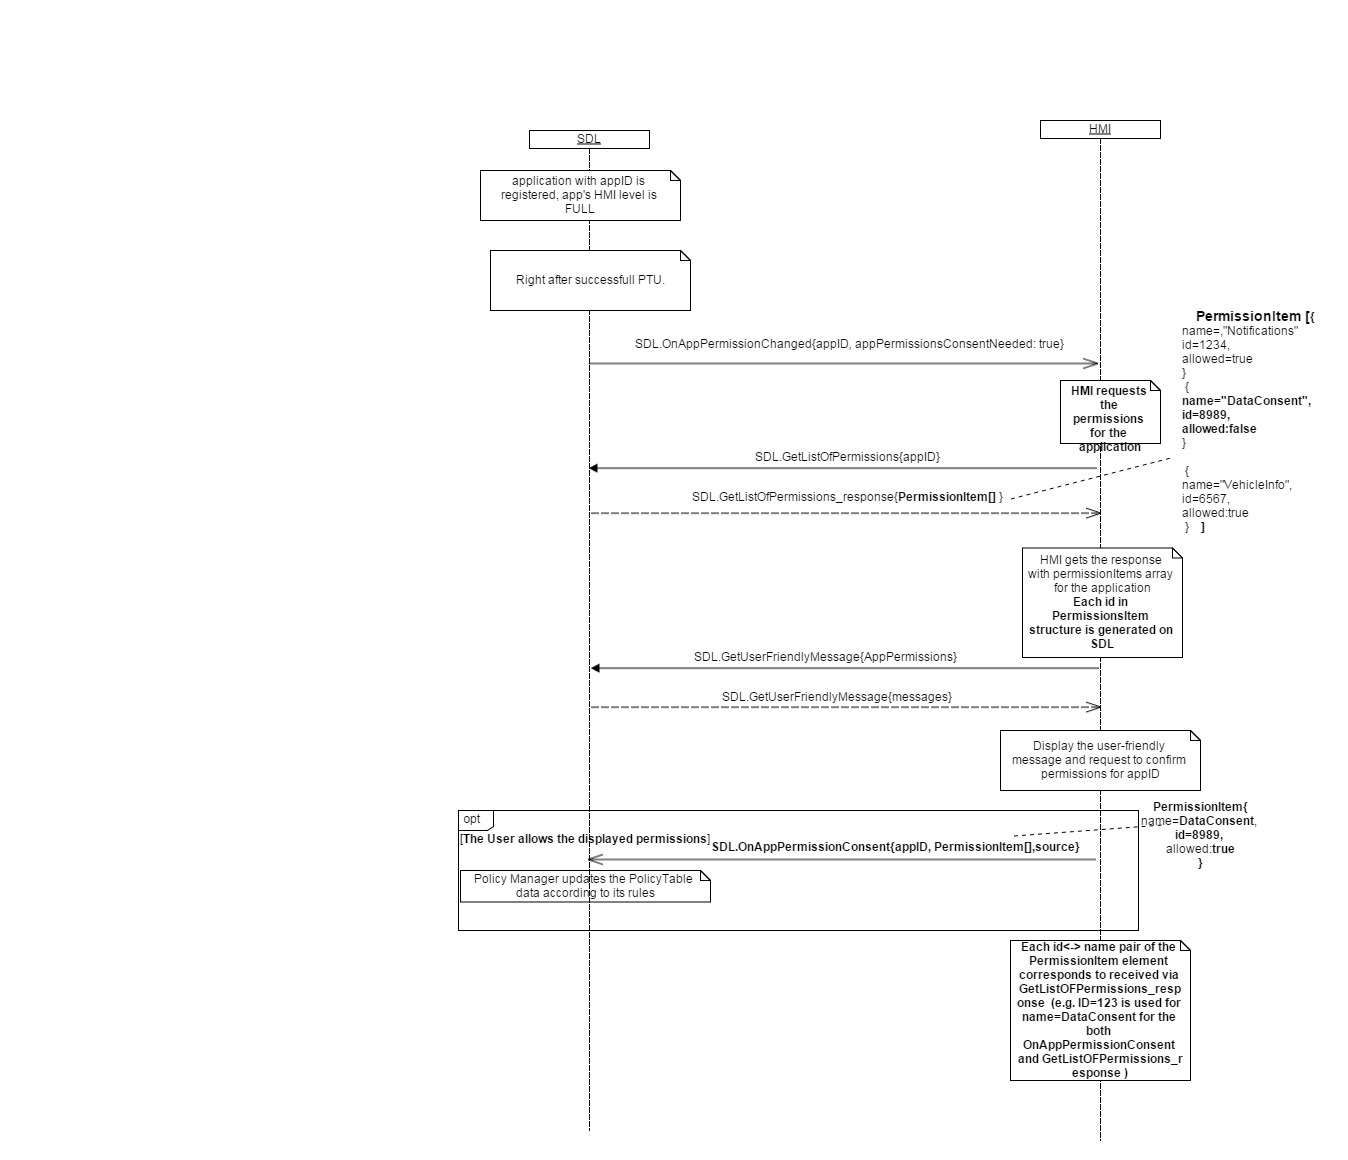 HMI
SDL
application with appID is
registered, app's HMI level is
FULL
Right after successfull PTU.
SDL.OnAppPermissionChanged{appID, appPermissionsConsentNeeded: true}
PermissionItem [{
name=,"Notifications"
id=1234,
allowed=true
}
{
name="DataConsent",
id=8989,
allowed:false
}
{
name="VehicleInfo",
id=6567,
allowed:true
} ]
HMI requests
the
permissions
for the
application
SDL.GetListOfPermissions{appID}
SDL.GetListOfPermissions_response{PermissionItem[] }
HMI gets the response
with permissionItems array
for the application
Each id in
PermissionsItem
structure is generated on
SDL
SDL.GetUserFriendlyMessage{AppPermissions}
SDL.GetUserFriendlyMessage{messages}
Display the user-friendly
message and request to confirm
permissions for appID
opt
[The User allows the displayed permissions]
SDL.OnAppPermissionConsent{appID, PermissionItem[],source}
PermissionItem{
name=DataConsent,
id=8989,
allowed:true
}
Policy Manager updates the PolicyTable
data according to its rules
Each id<-> name pair of the
PermissionItem element
corresponds to received via
GetListOFPermissions_resp
onse (e.g. ID=123 is used for
name=DataConsent for the
both
OnAppPermissionConsent
and GetListOFPermissions_r
esponse )